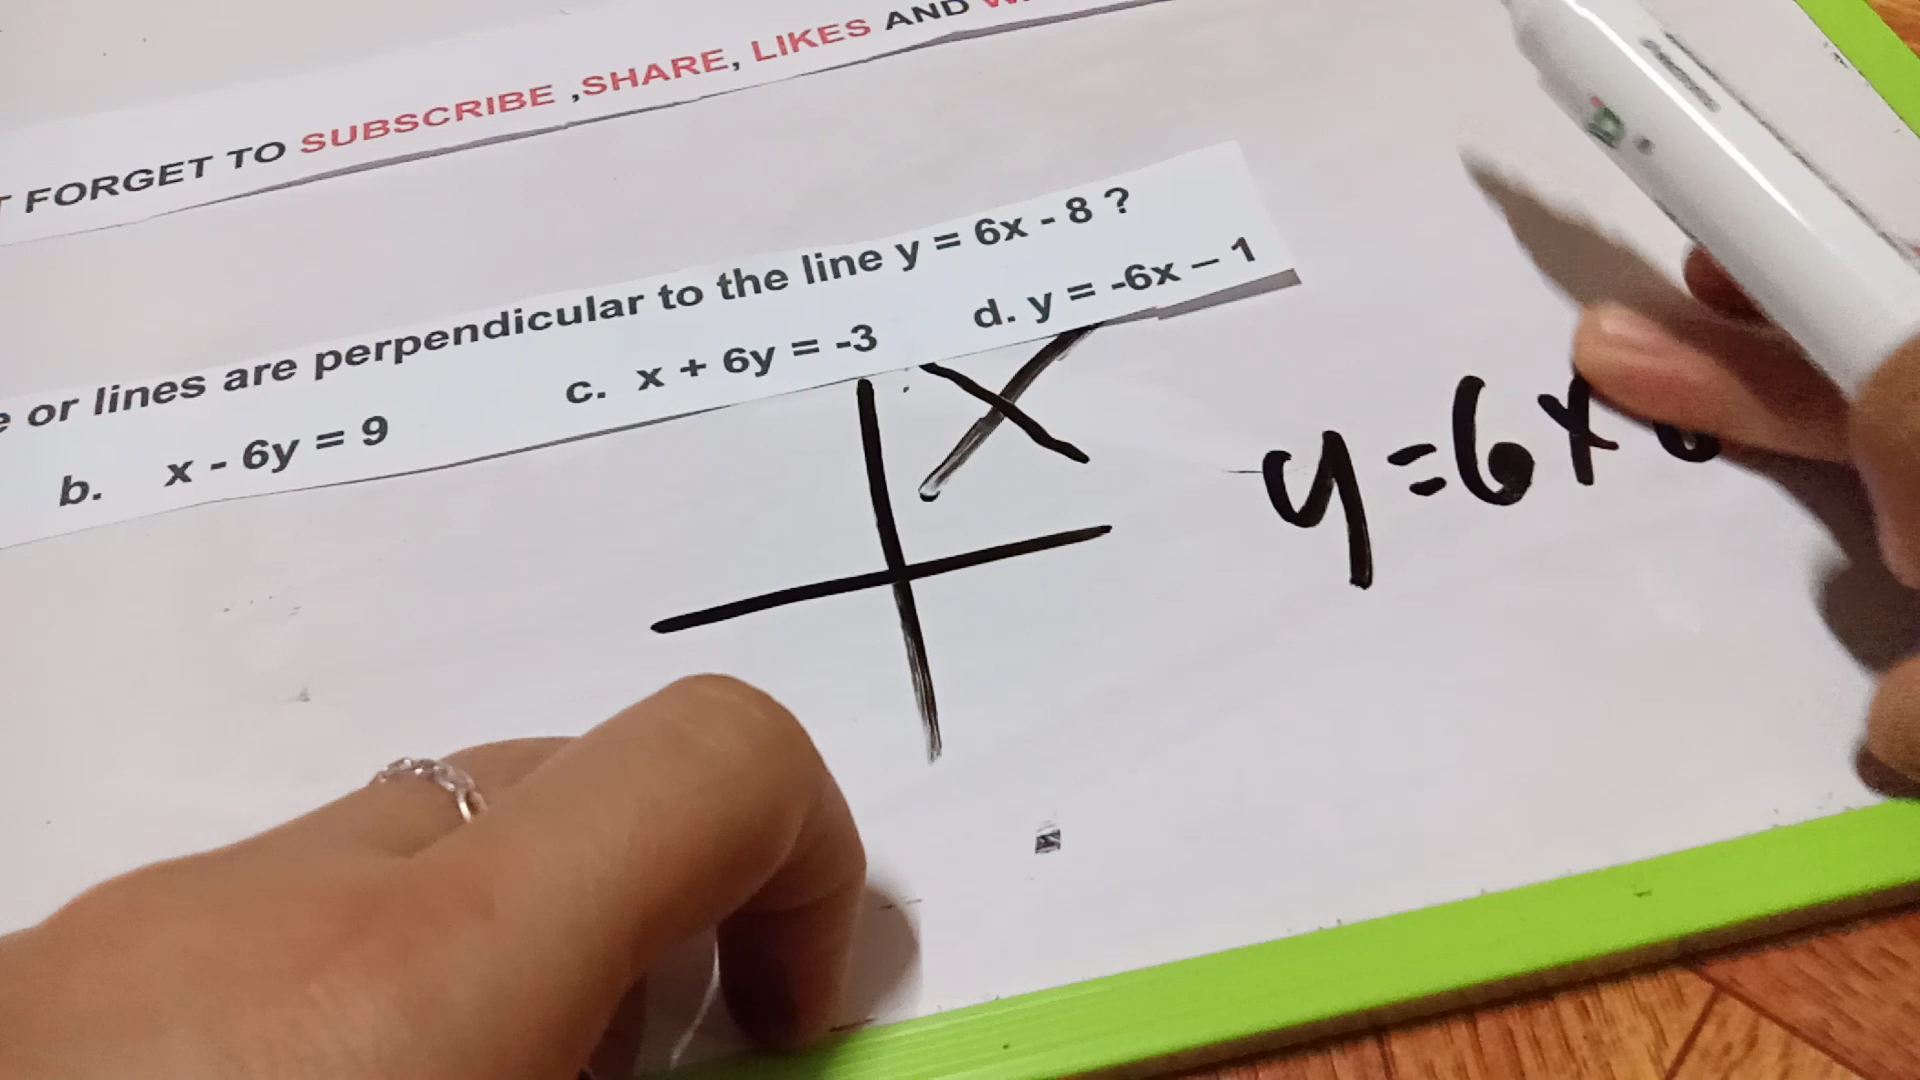 FORGET TO SUBSCRIBE ,SHARE, LIKES AND
or lines are perpendicular to the line y = 6x - 8 ?
b. x - 6y = 9 c. x + 6y = -3 d. y = -6x – 1
y = 6x